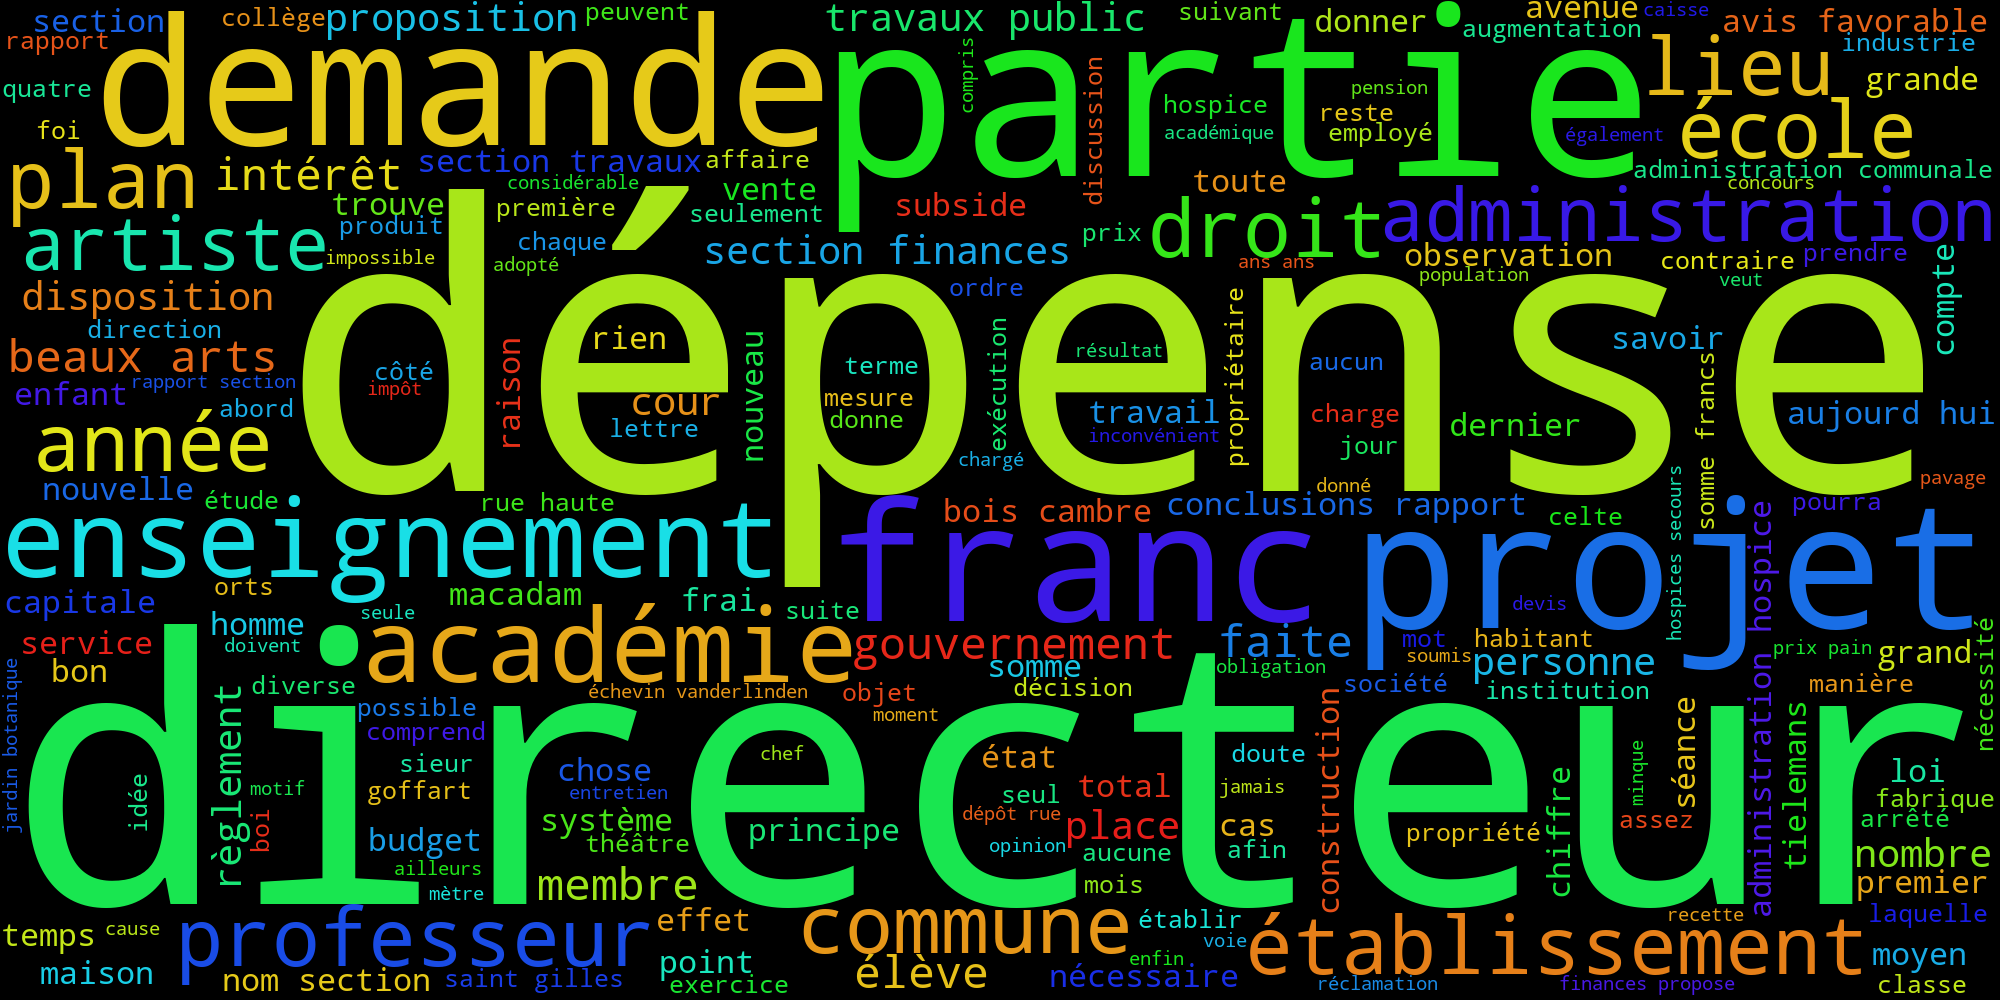 section collège proposition peuvent travaux public suivant donner avenue caisse avis favorable
rapport demande partie augmentation lieu industrie
quatre compris discussion hospice pension reste grande
foi académique employé également école
plan intérêt section travaux affaire administration communale
considérable vente toute concours
trouve première seulement subside droit administration
artiste produit chaque section finances prix observation contraire prendre
impossible adopté ans ans population veut compte
disposition ordre
direction rien nouveau exécution propriétaire savoir
beaux arts côté raison terme résultat aucun
enfant rapport section impôt mesure somme francs
abord cour donne travail charge dernier aujourd hui
année lettre inconvénient jour
dépense
chargé
nouvelle étude rue haute donné pavage
bois cambre conclusions rapport celte hospices secours pourra
enseignement franc projet
orts macadam frai
capitale seule suite devis
homme académie gouvernement faite mot habitant
service doivent somme obligation soumis personne prix pain grand nécessité
bon diverse échevin vanderlinden objet décision société institution manière
jardin botanique règlement possible moment construction séance administration hospice tielemans
comprend chef état doute
directeur
idée sieur chose entretien total jamais minque loi
motif goffart seul chiffre fabrique
boi budget système dépôt rue place cas assez arrêté
théâtre principe opinion aucune afin propriété nombre
ailleurs mètre membre mois premier
temps cause professeur effet commune établir voie établissement recette laquelle
maison nom section saint gilles point élève enfin nécessaire moyen
exercice réclamation finances propose classe